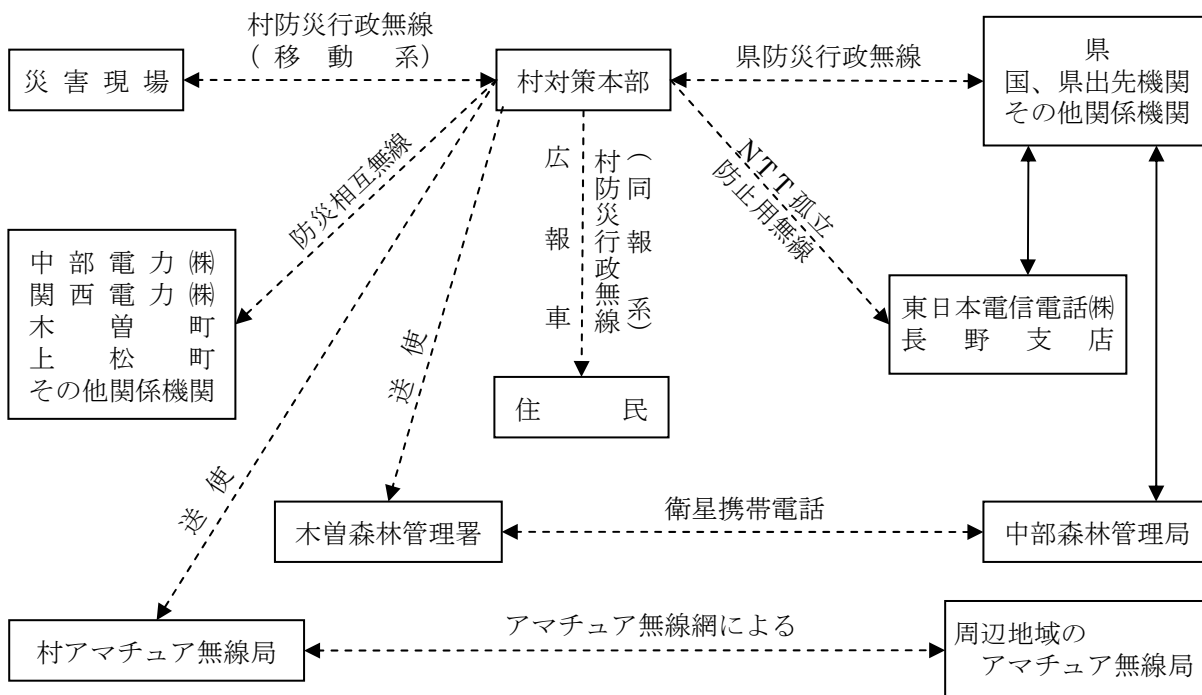 村防災行政無線
(移動系)
災害現場
村対策本部
県防災行政無線
県
国、県出先機関
その他関係機関
防災相互無線
広報車
村防災行政無線
(同報系)
NTT孤立
防止用無線
中部電力㈱
関西電力㈱
木曽町
上松町
その他関係機関
東日本電信電話㈱
長野支店
住民
送使
送使
木曽森林管理署
衛星携帯電話
中部森林管理局
村アマチュア無線局
アマチュア無線網による
周辺地域の
アマチュア無線局